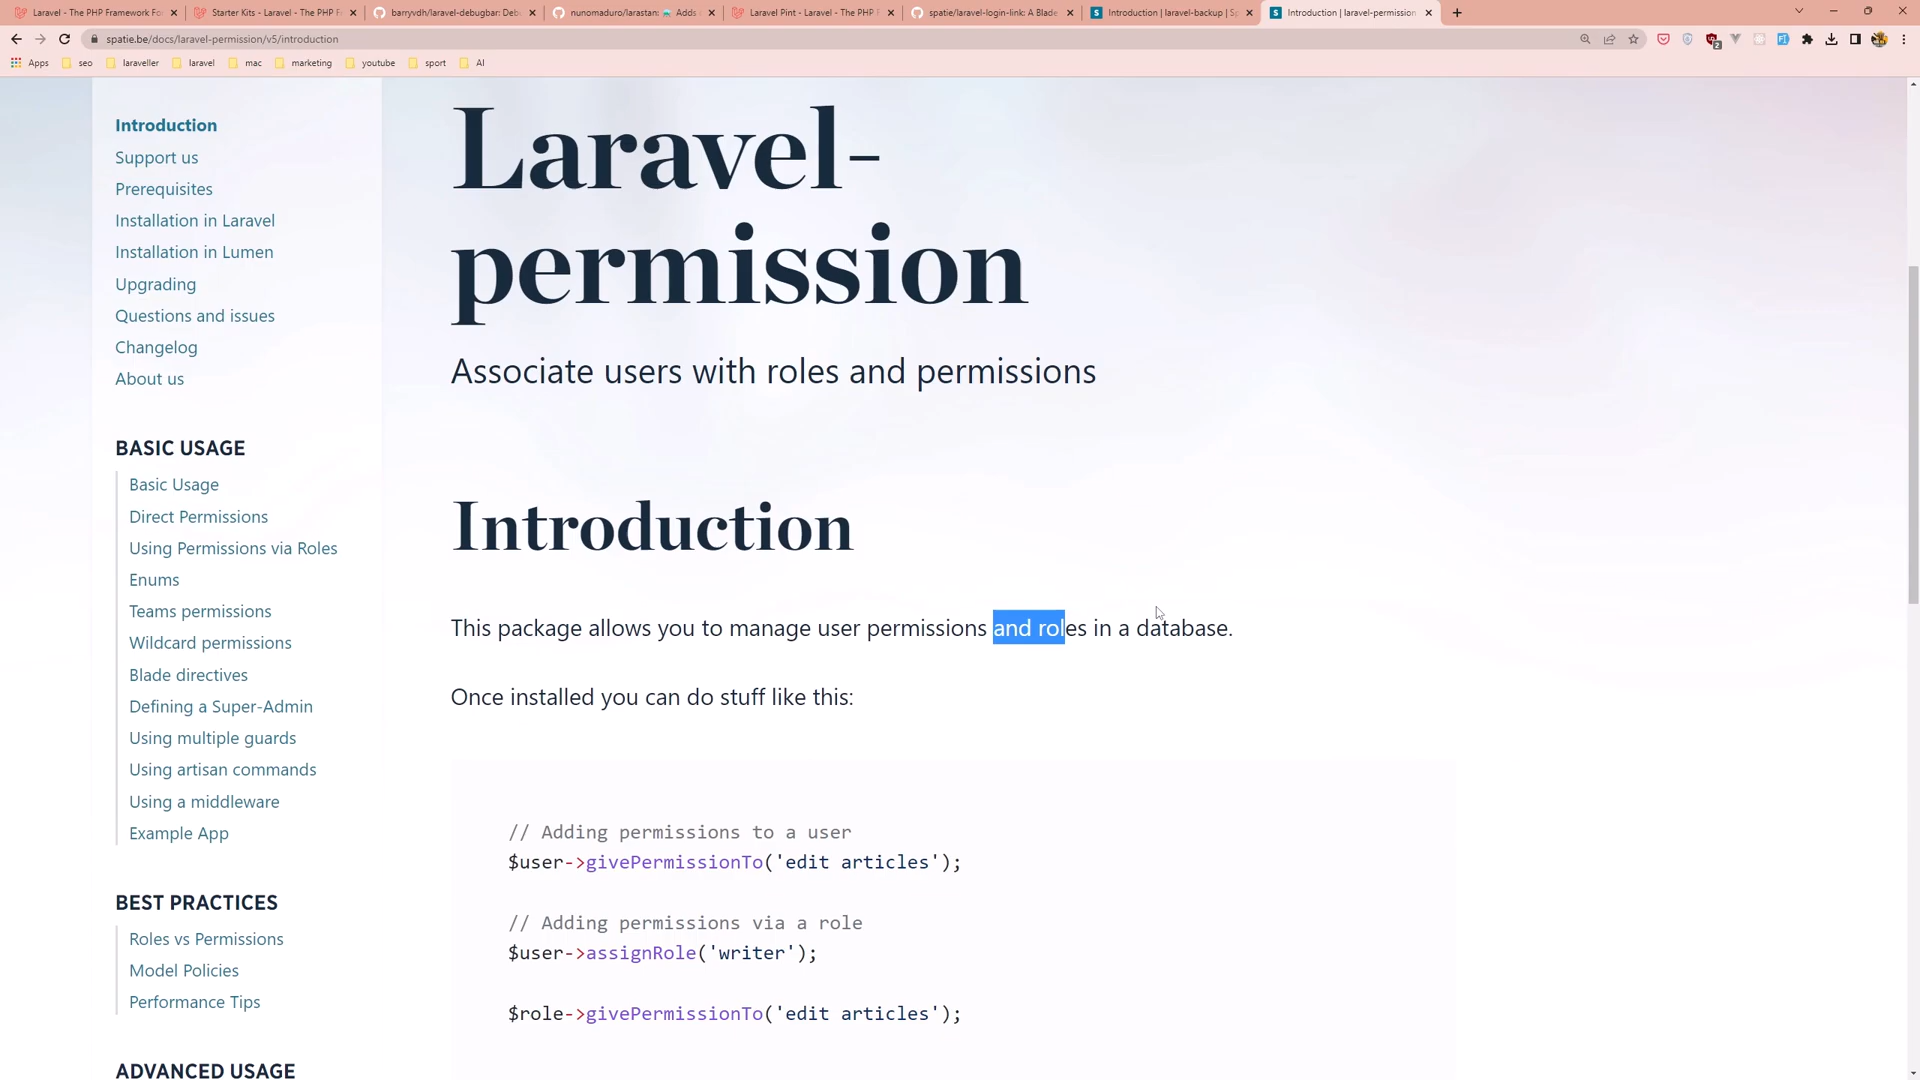 Laravel - The PHP Framework Fo
Starter Kits - Laravel - The PHP Fr
barryvdh/laravel-debugbar: Deb
nunomaduro/larastan: Adds
Laravel Pint - Laravel - The PHP F
spatie/laravel-login-link: A Blade
Introduction | laravel-backup | Sp
Introduction | laravel-permission
spatie.be/docs/laravel-permission/v5/introduction
Apps
seo
laraveller
laravel
mac
marketing
youtube
sport
AI
Introduction
Support us
Prerequisites
Installation in Laravel
Installation in Lumen
Upgrading
Questions and issues
Changelog
About us
BASIC USAGE
Basic Usage
Direct Permissions
Using Permissions via Roles
Enums
Teams permissions
Wildcard permissions
Blade directives
Defining a Super-Admin
Using multiple guards
Using artisan commands
Using a middleware
Example App
BEST PRACTICES
Roles vs Permissions
Model Policies
Performance Tips
ADVANCED USAGE
Laravel-
permission
Associate users with roles and permissions
Introduction
This package allows you to manage user permissions and roles in a database.
Once installed you can do stuff like this:
// Adding permissions to a user
$user->givePermissionTo('edit articles');
// Adding permissions via a role
$user->assignRole('writer');
$role->givePermissionTo('edit articles');